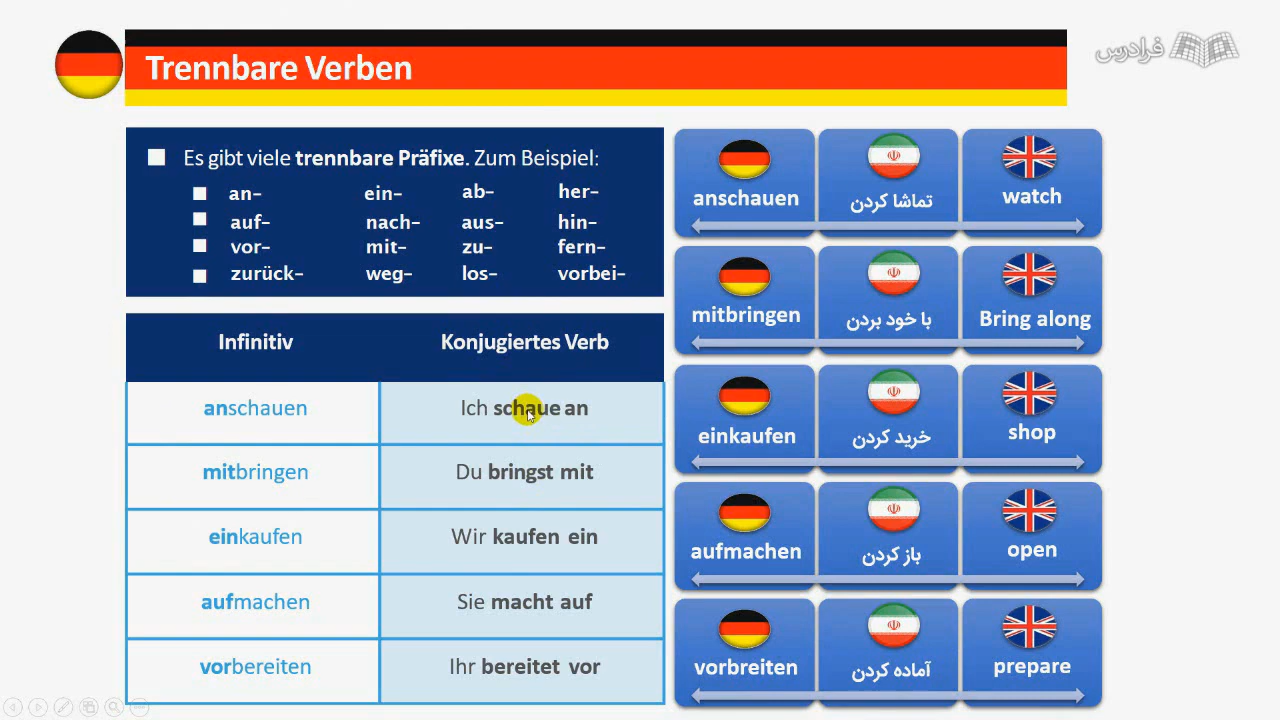 Trennbare Verben
فرادرس
Es gibt viele trennbare Präfixe. Zum Beispiel:
an– ein– ab– her–
auf– nach– aus– hin–
vor– mit– zu– fern–
zurück– weg– los– vorbei–
Infinitiv Konjugiertes Verb
anschauen Ich schaue an
mitbringen Du bringst mit
einkaufen Wir kaufen ein
aufmachen Sie macht auf
vorbereiten Ihr bereitet vor
anschauen تماشا کردن watch
mitbringen با خود بردن Bring along
einkaufen خرید کردن shop
aufmachen باز کردن open
vorbreiten آماده کردن prepare